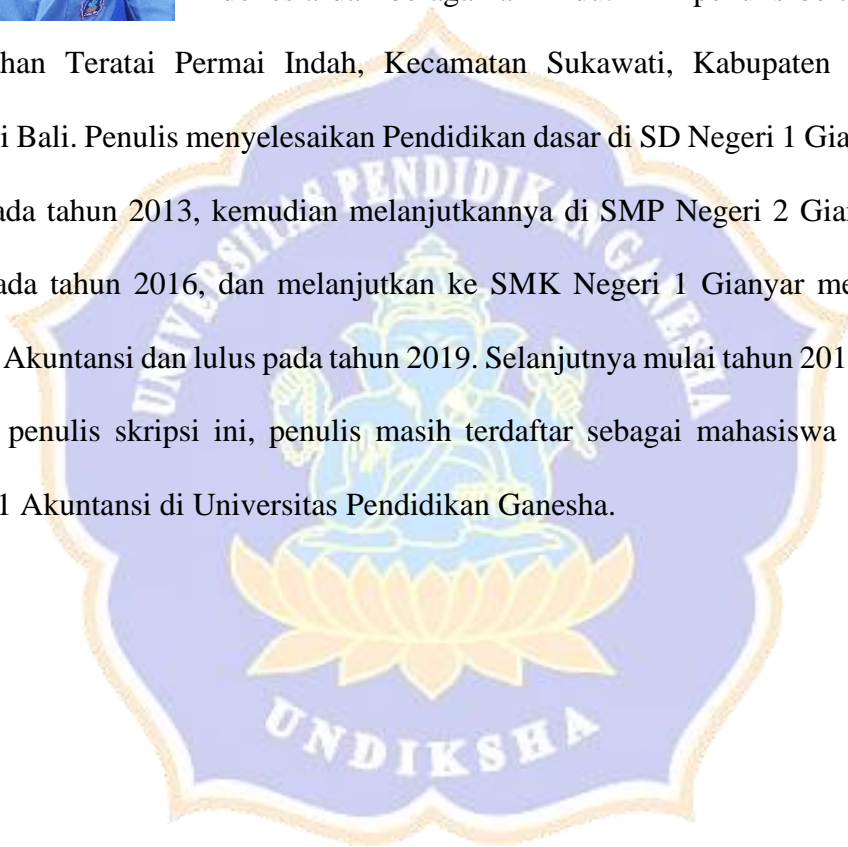 han Teratai Permai Indah, Kecamatan Sukawati, Kabupaten
i Bali. Penulis menyelesaikan Pendidikan dasar di SD Negeri 1 Gia
ada tahun 2013, kemudian melanjutkannya di SMP Negeri 2 Gian
ada tahun 2016, dan melanjutkan ke SMK Negeri 1 Gianyar me
Akuntansi dan lulus pada tahun 2019. Selanjutnya mulai tahun 201
penulis skripsi ini, penulis masih terdaftar sebagai mahasiswa
1 Akuntansi di Universitas Pendidikan Ganesha.
UNIVERSITAS PENDIDIKAN GANESHA
UNDIKSHA